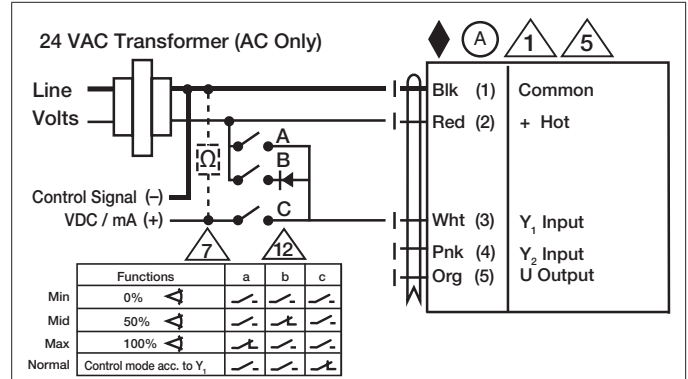 24 VAC Transformer (AC Only)
A 1 5
Line
Volts
Blk (1) Common
Red (2) + Hot
A
B
Ω
C
Control Signal (–)
VDC / mA (+)
Wht (3) Y1 Input
Pnk (4) Y2 Input
Org (5) U Output
7 12
Functions a b c
Min 0%
Mid 50%
Max 100%
Normal Control mode acc. to Y1